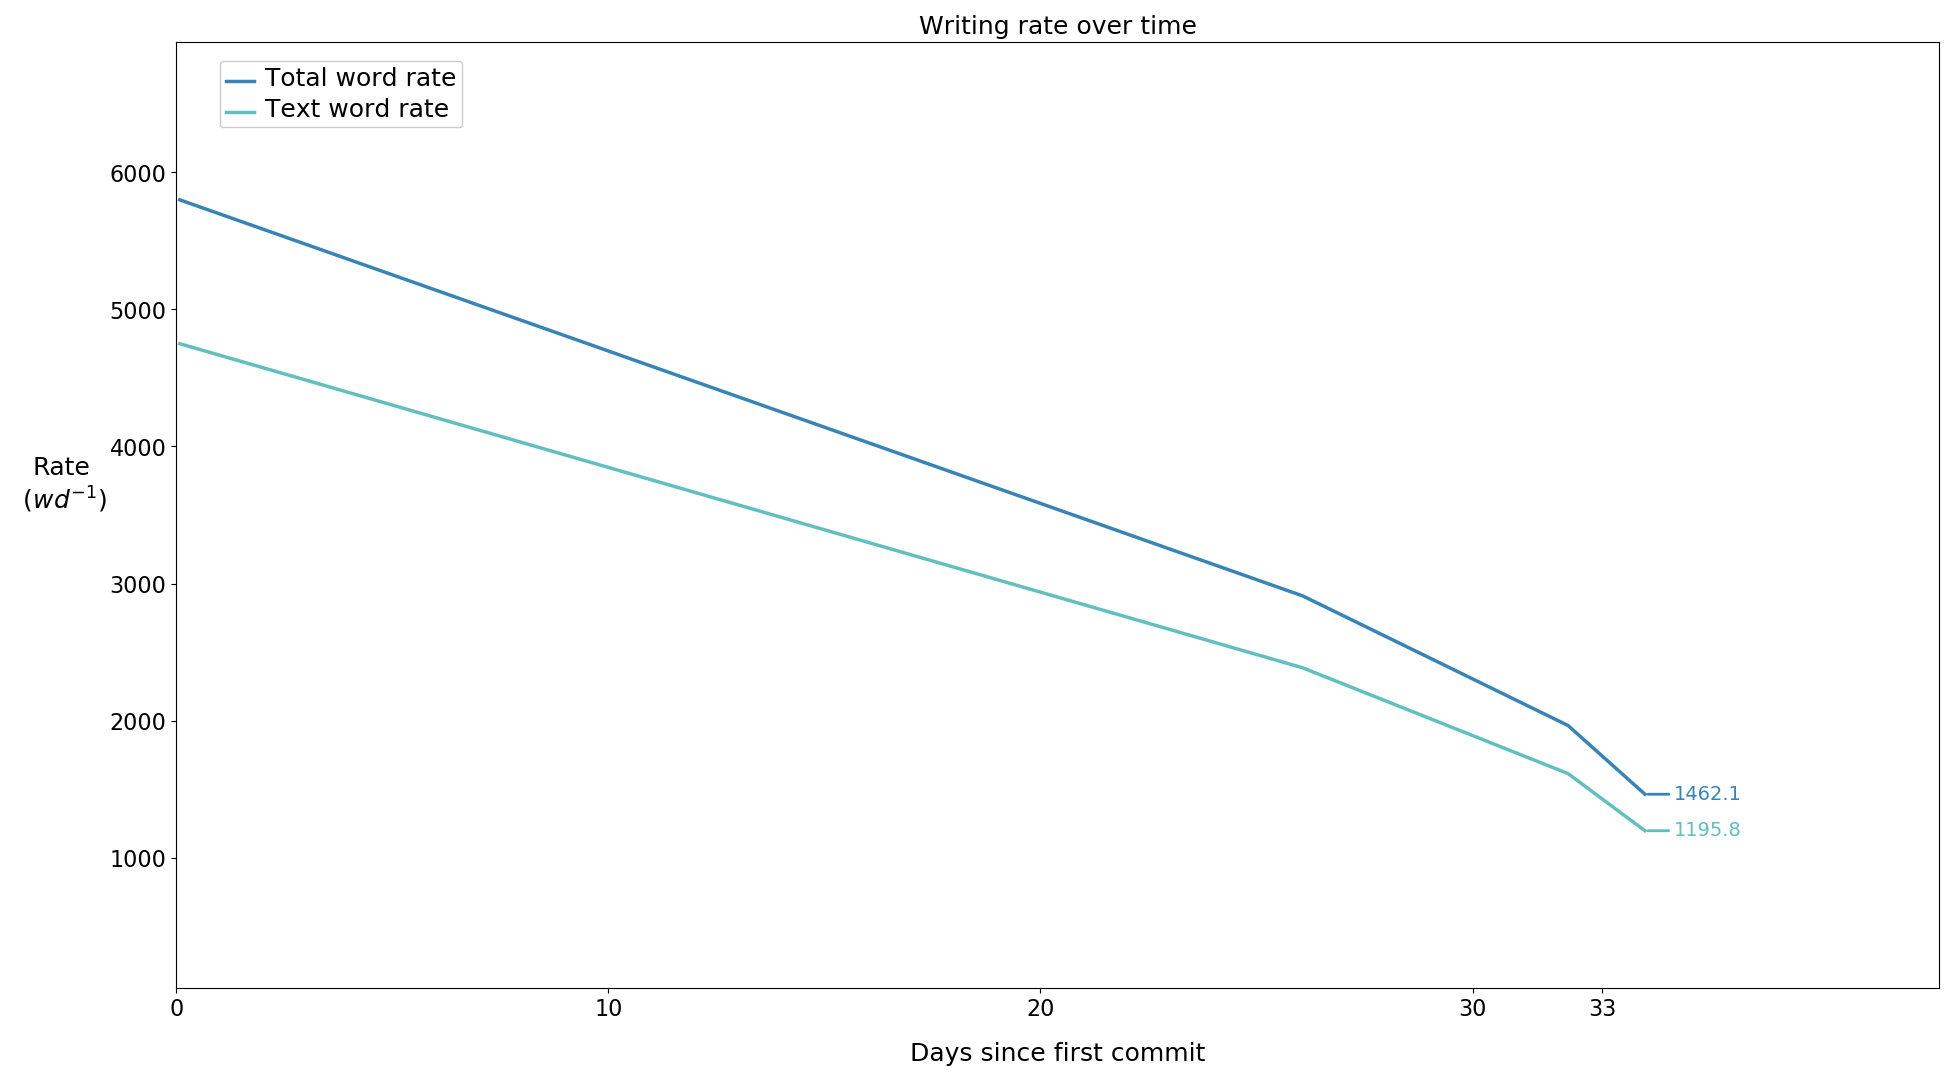 Writing rate over time
Total word rate
Text word rate
6000
5000
4000
3000
2000
1000
Rate
(wd⁻¹)
1462.1
1195.8
0 10 20 30 33
Days since first commit